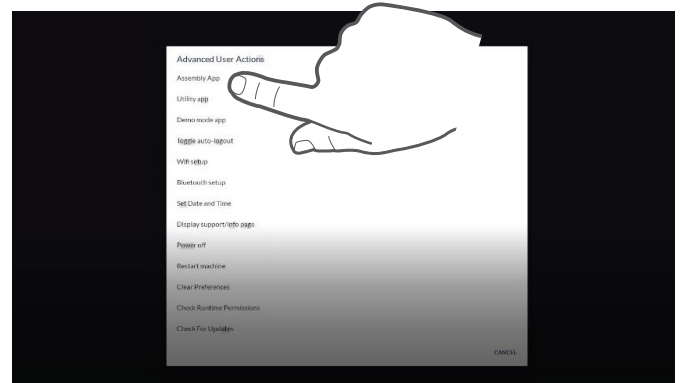 Advanced User Actions
Assembly App
Utility app
Demo mode app
Toggle auto-logout
Wifi setup
Bluetooth setup
Set Date and Time
Display support/info page
Power off
Restart machine
Clear Preferences
Check Runtime Permissions
Check For Updates
CANCEL